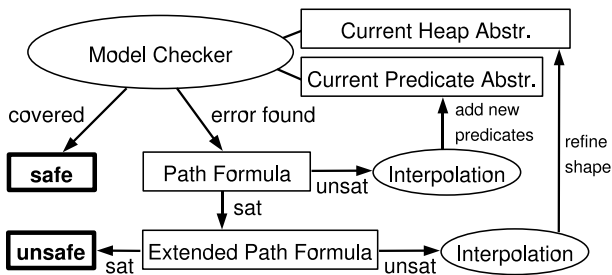 Current Heap Abstr.
Model Checker
Current Predicate Abstr.
covered
error found
add new
predicates
refine
shape
safe
Path Formula
unsat
Interpolation
sat
unsafe
sat
Extended Path Formula
unsat
Interpolation